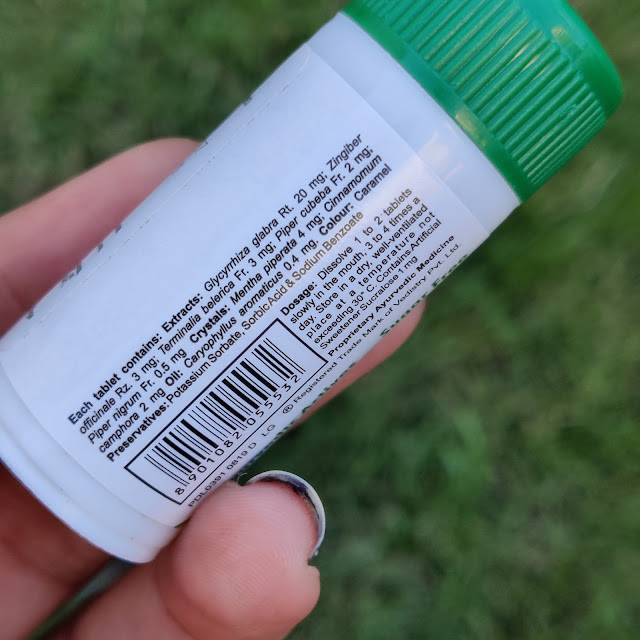 Each tablet contains: Extracts: Glycyrrhiza glabra Rt. 20 mg; Zingiber
officinale Rz. 3 mg; Terminalia belerica Fr. 3 mg; Piper cubeba Fr. 2 mg;
Piper nigrum Fr. 0.5 mg Crystals: Mentha piperata 4 mg; Cinnamomum
camphora 2 mg Oil: Caryophyllus aromaticus 0.4 mg. Colour: Caramel
Preservatives: Potassium Sorbate, Sorbic Acid & Sodium Benzoate
Dosage: Dissolve 1 to 2 tablets
slowly in the mouth, 3 to 4 times a
day. Store in a dry, well-ventilated
place at a temperature not
exceeding 30°C. Contains Artificial
Sweetener Sucralose 1 mg
Proprietary Ayurvedic Medicine
® Registered Trade Mark of Ltd.
8 901082 055532